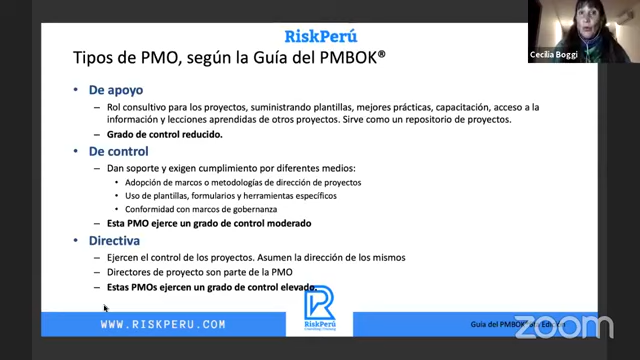 RiskPerú
Cecilia Boggi
Tipos de PMO, según la Guía del PMBOK®
• De apoyo
– Rol consultivo para los proyectos, suministrando plantillas, mejores prácticas, capacitación, acceso a la
información y lecciones aprendidas de otros proyectos. Sirve como un repositorio de proyectos.
– Grado de control reducido.
• De control
– Dan soporte y exigen cumplimiento por diferentes medios:
• Adopción de marcos o metodologías de dirección de proyectos
• Uso de plantillas, formularios y herramientas específicos
• Conformidad con marcos de gobernanza
– Esta PMO ejerce un grado de control moderado
• Directiva
– Ejercen el control de los proyectos. Asumen la dirección de los mismos
– Directores de proyecto son parte de la PMO
– Estas PMOs ejercen un grado de control elevado.
WWW.RISKPERU.COM
RiskPerú
Guía del PMBOK®
zoom